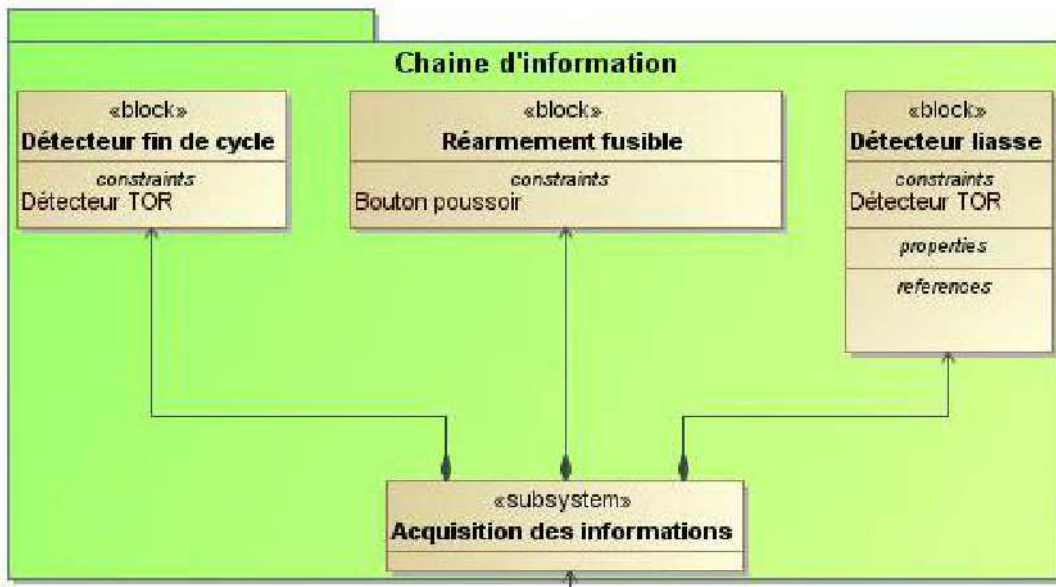 Chaine d'information
«block»
Détecteur fin de cycle
constraints
Détecteur TOR
«block»
Réarmement fusible
constraints
Bouton poussoir
«block»
Détecteur liasse
constraints
Détecteur TOR
properties
references
«subsystem»
Acquisition des informations